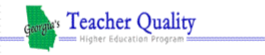 Georgia's Teacher Quality
Higher Education Program